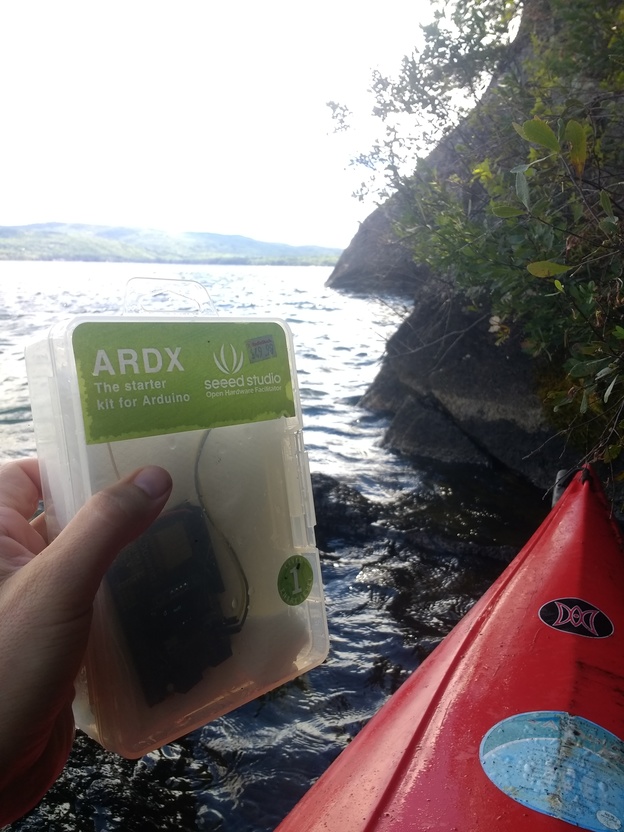 ARDX
The starter
kit for Arduino
seeed studio
Open Hardware Facilitator
1